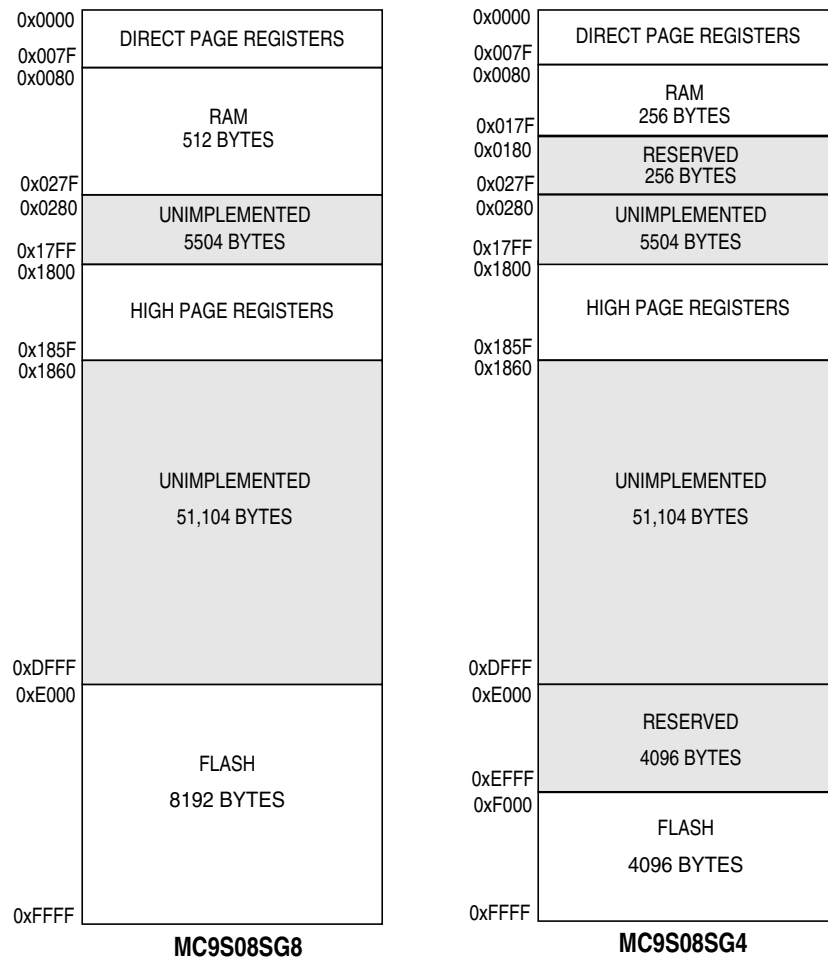 0x0000
DIRECT PAGE REGISTERS
0x007F
0x0080
RAM
512 BYTES
0x027F
0x0280
UNIMPLEMENTED
5504 BYTES
0x17FF
0x1800
HIGH PAGE REGISTERS
0x185F
0x1860
UNIMPLEMENTED
51,104 BYTES
0xDFFF
0xE000
FLASH
8192 BYTES
0xFFFF
MC9S08SG8
0x0000
DIRECT PAGE REGISTERS
0x007F
0x0080
RAM
256 BYTES
0x017F
0x0180
RESERVED
256 BYTES
0x027F
0x0280
UNIMPLEMENTED
5504 BYTES
0x17FF
0x1800
HIGH PAGE REGISTERS
0x185F
0x1860
UNIMPLEMENTED
51,104 BYTES
0xDFFF
0xE000
RESERVED
4096 BYTES
0xEFFF
0xF000
FLASH
4096 BYTES
0xFFFF
MC9S08SG4